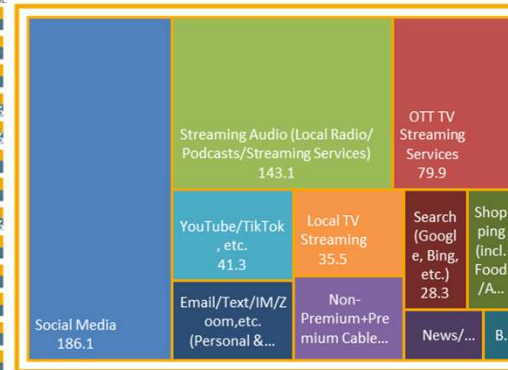 Social Media
186.1
Streaming Audio (Local Radio/
Podcasts/Streaming Services)
143.1
OTT TV
Streaming
Services
79.9
YouTube/TikTok
, etc.
41.3
Local TV
Streaming
35.5
Search
(Googl
e, Bing,
etc.)
28.3
Shop
ping
(incl.
Food
/A...
Email/Text/IM/Z
oom,etc.
(Personal &...
Non-
Premium+Pre
mium Cable...
News/...
B.